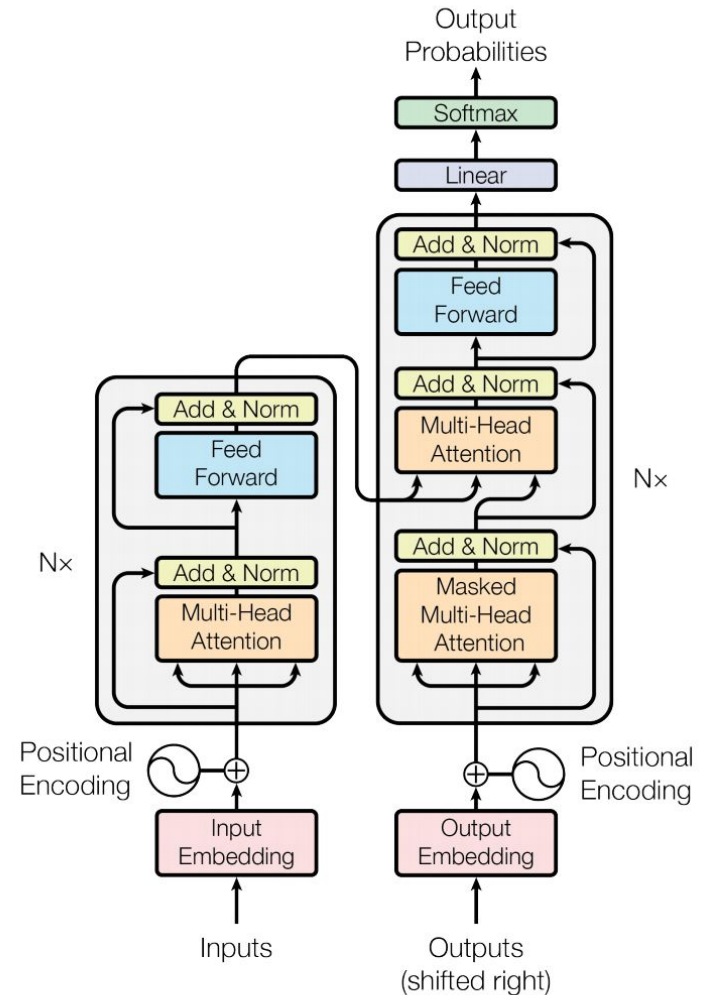 Output
Probabilities
Softmax
Linear
Add & Norm
Feed
Forward
Add & Norm
Multi-Head
Attention
Add & Norm
Masked
Multi-Head
Attention
N×
Add & Norm
Feed
Forward
Add & Norm
Multi-Head
Attention
N×
Positional
Encoding
Positional
Encoding
Input
Embedding
Output
Embedding
Inputs
Outputs
(shifted right)